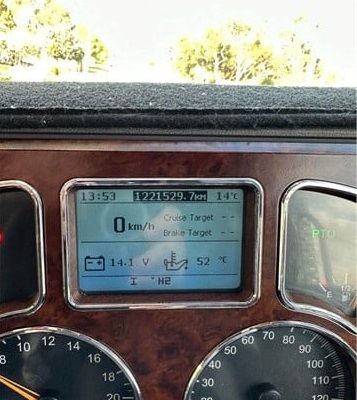 13:53 1221529.7KM 14°C
0 km/h Cruise Target - -
Brake Target - -
14.1 V 52 °C
PTO
E
8 10 12 14 16 18 20
30 40 50 60 70 80 90 100 110 120